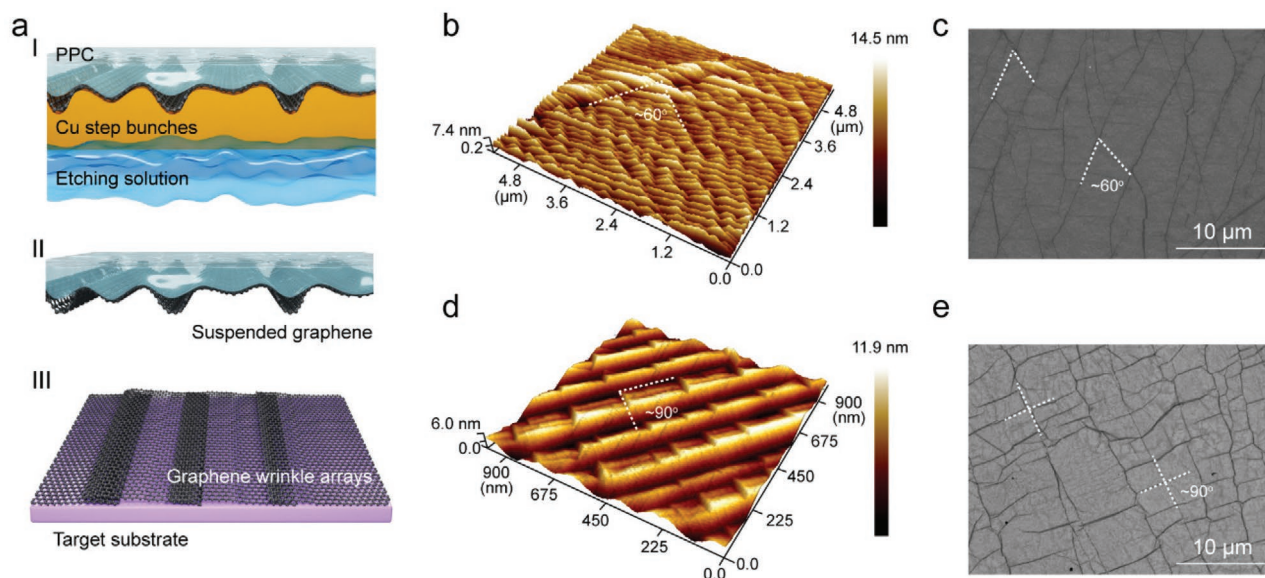 a
I
PPC
Cu step bunches
Etching solution
II
Suspended graphene
III
Graphene wrinkle arrays
Target substrate
b
14.5 nm
7.4 nm
0.2
~60°
4.8
(μm)
3.6
2.4
1.2
0.0
0.0
1.2
2.4
3.6
4.8
(μm)
c
~60°
10 μm
d
11.9 nm
6.0 nm
0.0
~90°
900
(nm)
675
450
225
0.0
0.0
225
450
675
900
(nm)
e
~90°
10 μm